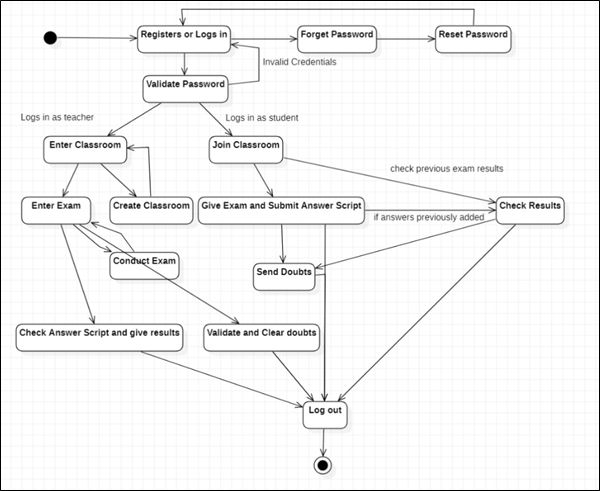 Registers or Logs in
Forget Password
Reset Password
Invalid Credentials
Validate Password
Logs in as teacher
Logs in as student
Enter Classroom
Join Classroom
check previous exam results
Enter Exam
Create Classroom
Give Exam and Submit Answer Script
Check Results
if answers previously added
Conduct Exam
Send Doubts
Check Answer Script and give results
Validate and Clear doubts
Log out